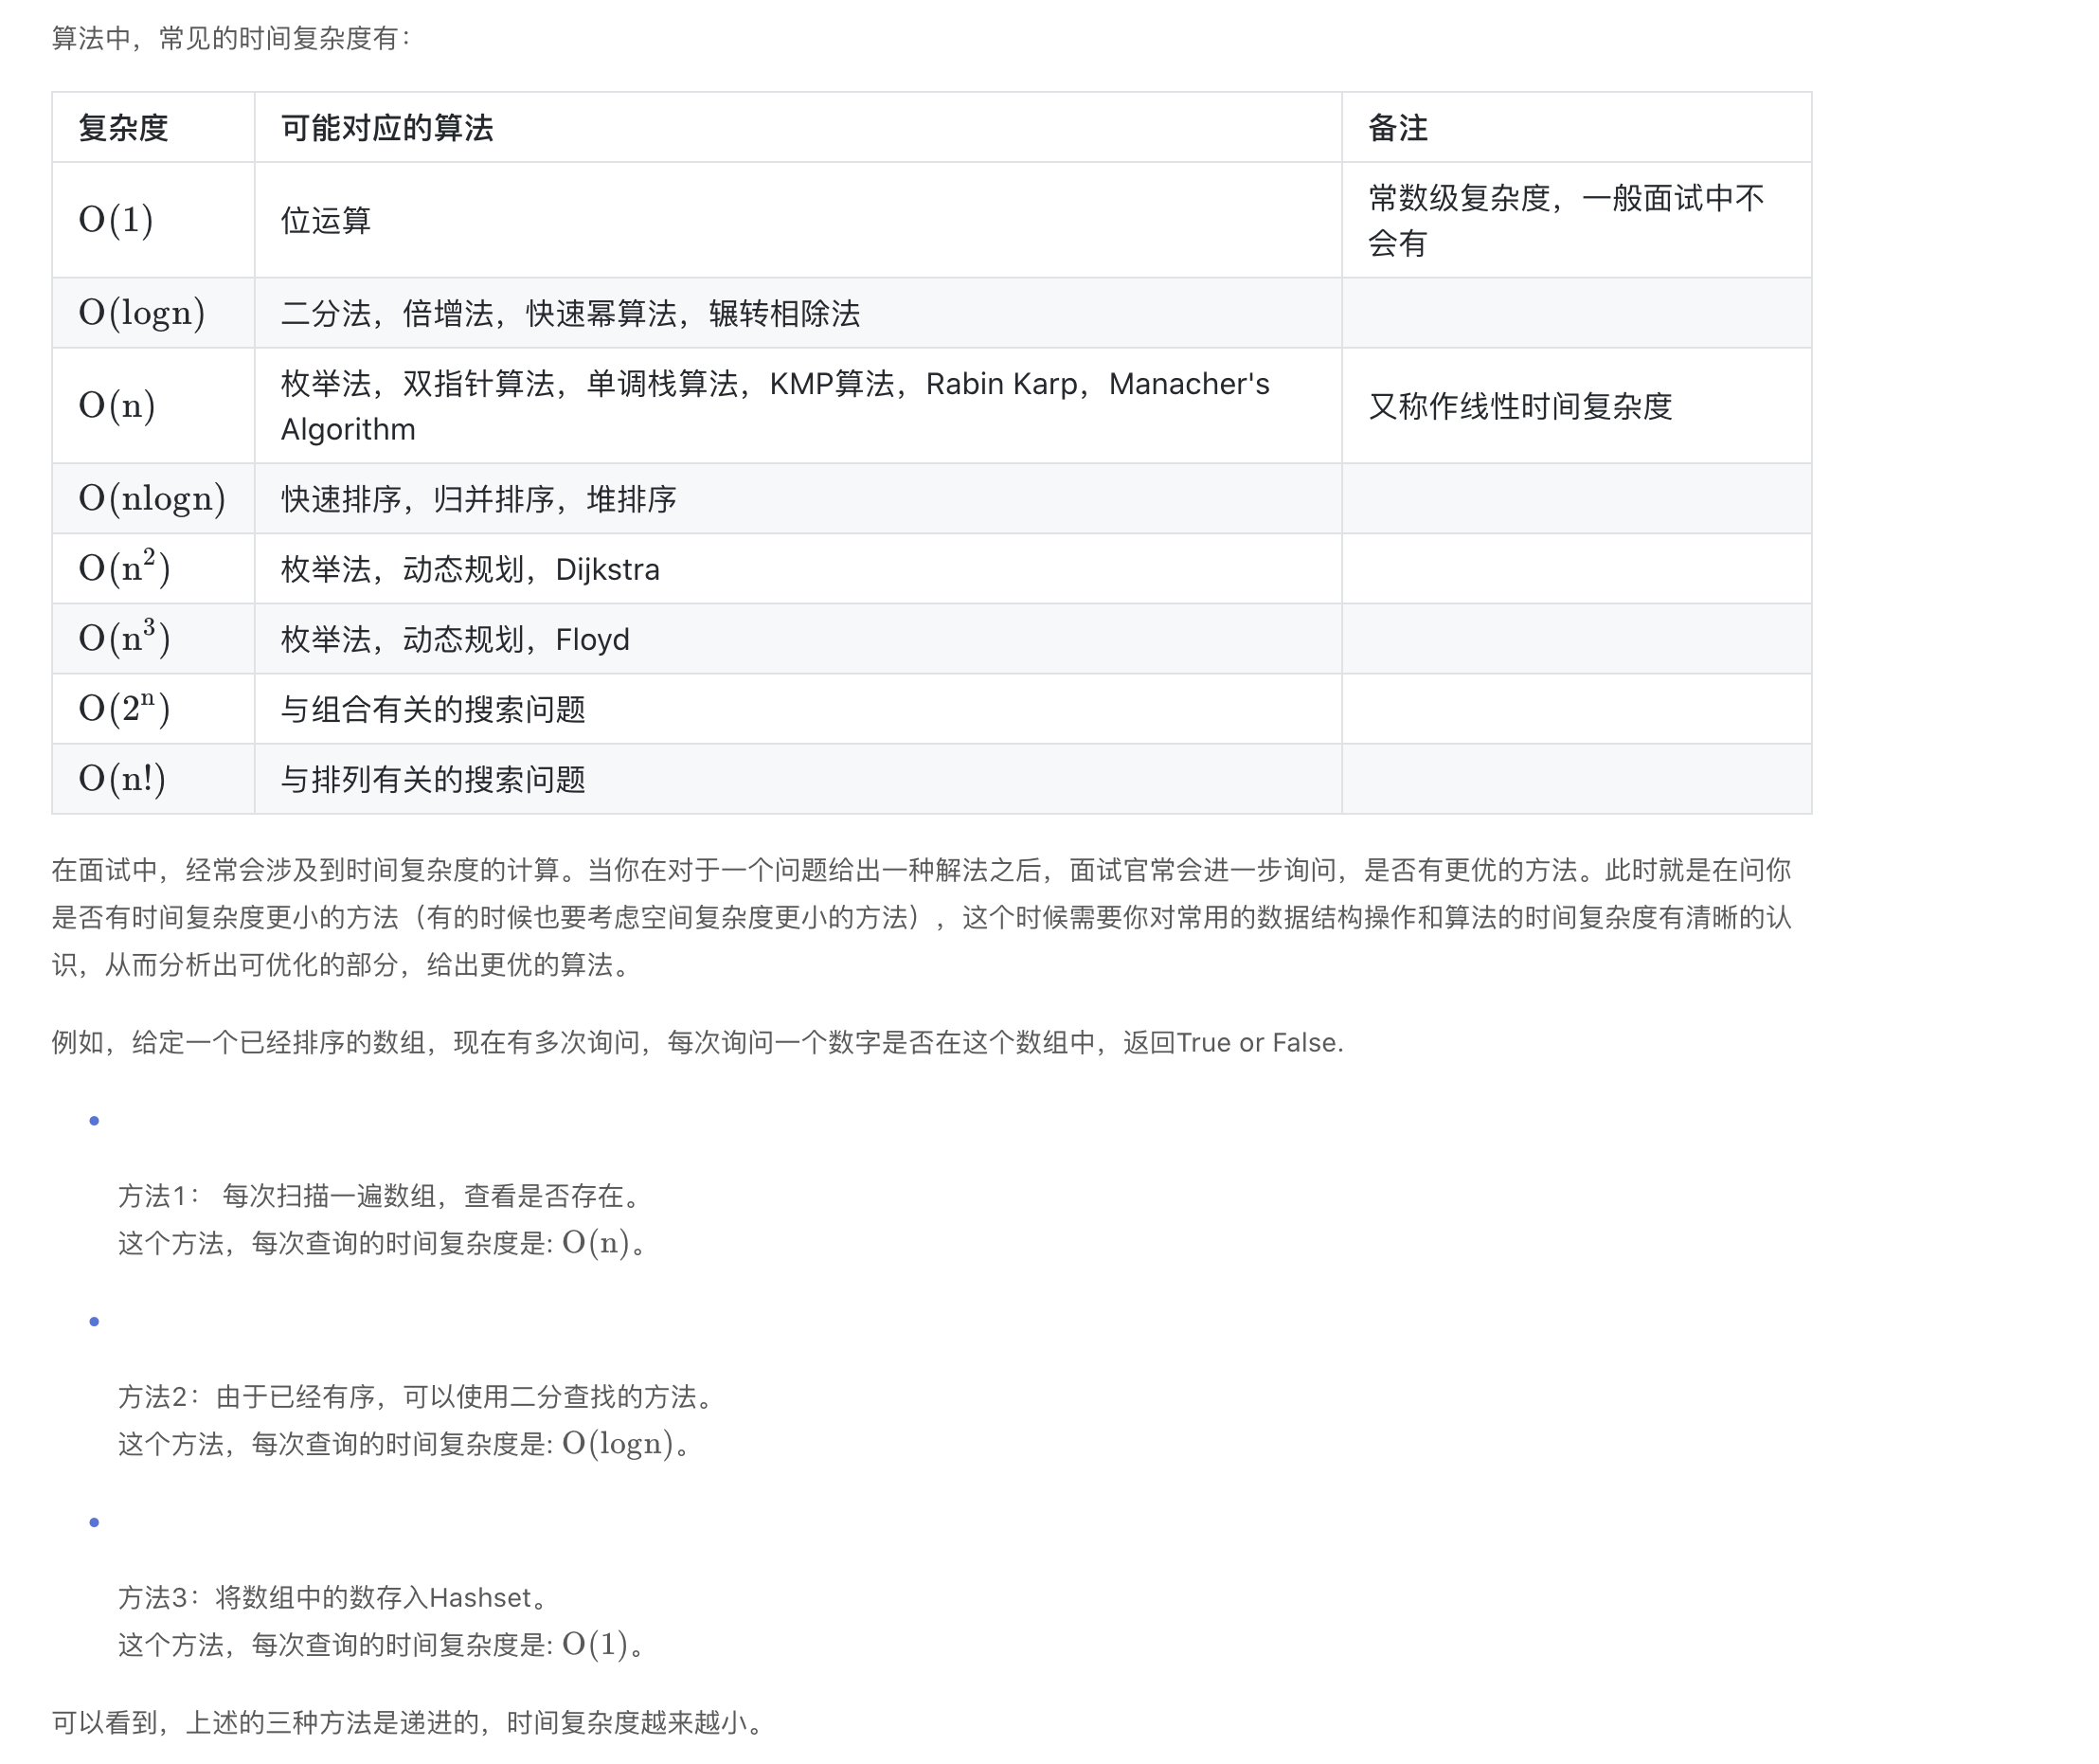 算法中，常见的时间复杂度有：
复杂度 可能对应的算法 备注
O(1) 位运算 常数级复杂度，一般面试中不
会有
O(logn) 二分法，倍增法，快速幂算法，辗转相除法
O(n) 枚举法，双指针算法，单调栈算法，KMP算法，Rabin Karp，Manacher's
Algorithm 又称作线性时间复杂度
O(nlogn) 快速排序，归并排序，堆排序
O(n²) 枚举法，动态规划，Dijkstra
O(n³) 枚举法，动态规划，Floyd
O(2ⁿ) 与组合有关的搜索问题
O(n!) 与排列有关的搜索问题
在面试中，经常会涉及到时间复杂度的计算。当你在对于一个问题给出一种解法之后，面试官常会进一步询问，是否有更优的方法。此时就是在问你
是否有时间复杂度更小的方法（有的时候也要考虑空间复杂度更小的方法），这个时候需要你对常用的数据结构操作和算法的时间复杂度有清晰的认
识，从而分析出可优化的部分，给出更优的算法。
例如，给定一个已经排序的数组，现在有多次询问，每次询问一个数字是否在这个数组中，返回True or False.
方法1： 每次扫描一遍数组，查看是否存在。
这个方法，每次查询的时间复杂度是: O(n)。
方法2：由于已经有序，可以使用二分查找的方法。
这个方法，每次查询的时间复杂度是: O(logn)。
方法3：将数组中的数存入Hashset。
这个方法，每次查询的时间复杂度是: O(1)。
可以看到，上述的三种方法是递进的，时间复杂度越来越小。